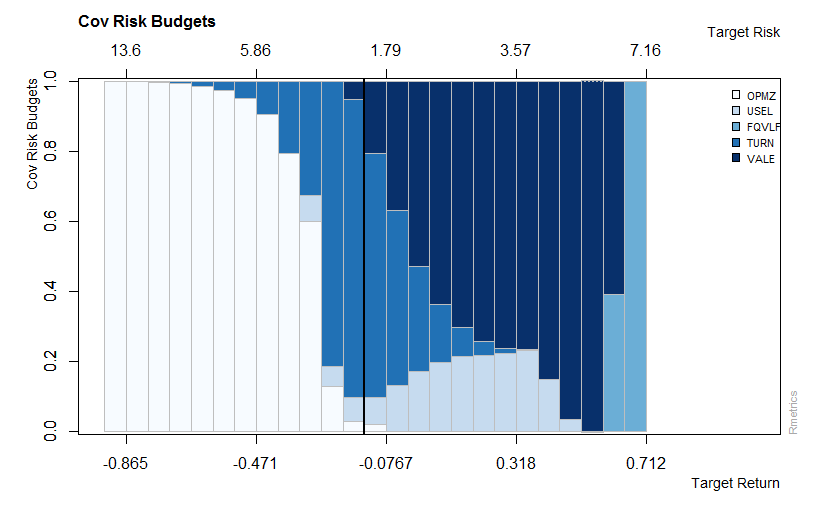 Cov Risk Budgets
Target Risk
13.6 5.86 1.79 3.57 7.16
Cov Risk Budgets
1.0
0.8
0.6
0.4
0.2
0.0
OPMZ
USEL
FQVLF
TURN
VALE
Rmetrics
-0.865 -0.471 -0.0767 0.318 0.712
Target Return